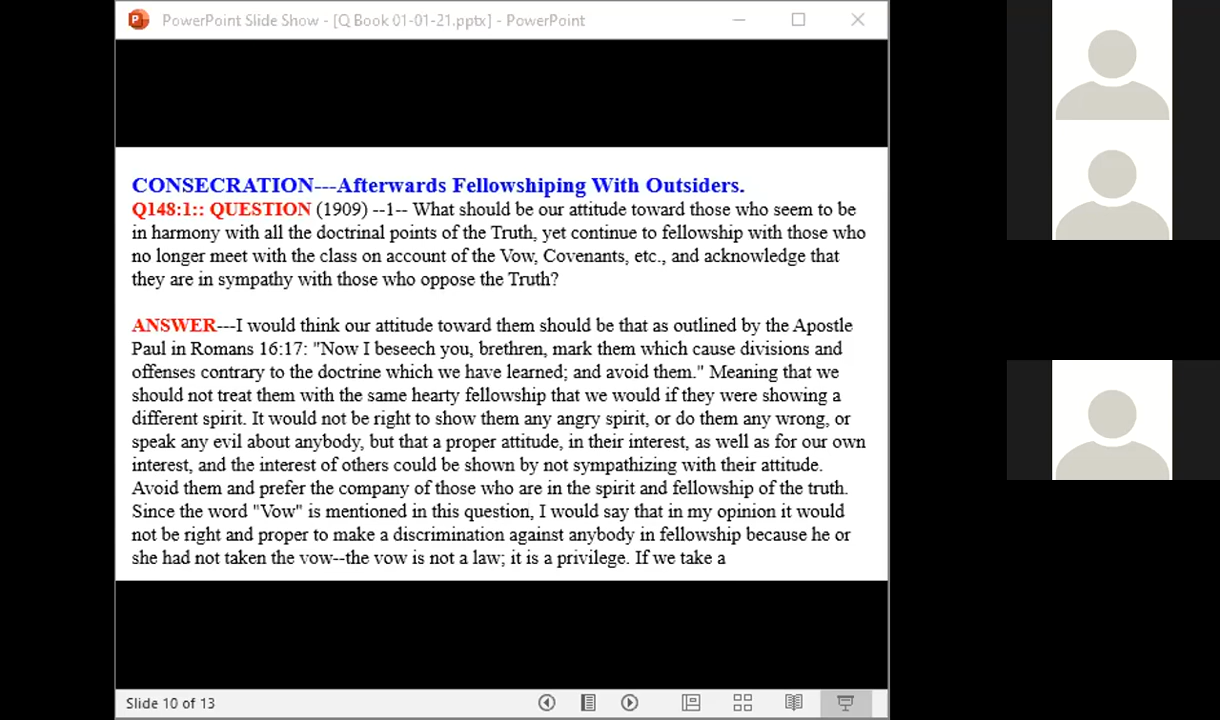 PowerPoint Slide Show - [Q Book 01-01-21.pptx] - PowerPoint
CONSECRATION---Afterwards Fellowshiping With Outsiders.
Q148:1:: QUESTION (1909) --1-- What should be our attitude toward those who seem to be
in harmony with all the doctrinal points of the Truth, yet continue to fellowship with those who
no longer meet with the class on account of the Vow, Covenants, etc., and acknowledge that
they are in sympathy with those who oppose the Truth?
ANSWER---I would think our attitude toward them should be that as outlined by the Apostle
Paul in Romans 16:17: "Now I beseech you, brethren, mark them which cause divisions and
offenses contrary to the doctrine which we have learned; and avoid them." Meaning that we
should not treat them with the same hearty fellowship that we would if they were showing a
different spirit. It would not be right to show them any angry spirit, or do them any wrong, or
speak any evil about anybody, but that a proper attitude, in their interest, as well as for our own
interest, and the interest of others could be shown by not sympathizing with their attitude.
Avoid them and prefer the company of those who are in the spirit and fellowship of the truth.
Since the word "Vow" is mentioned in this question, I would say that in my opinion it would
not be right and proper to make a discrimination against anybody in fellowship because he or
she had not taken the vow--the vow is not a law; it is a privilege. If we take a
Slide 10 of 13